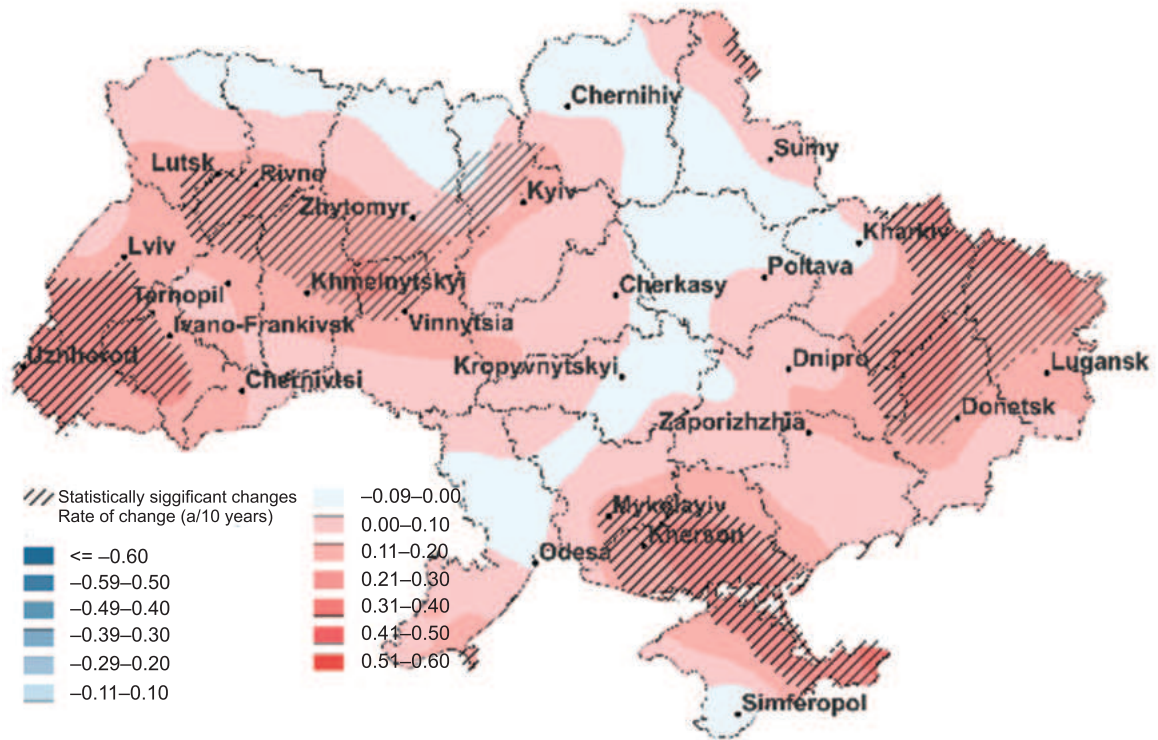 Chernihiv
Sumy
Lutsk
Rivne
Kyiv
Zhytomyr
Kharkiv
Lviv
Poltava
Khmelnytskyi
Cherkasy
Ternopil
Ivano-Frankivsk
Vinnytsia
Uzhhorod
Dnipro
Lugansk
Kropyvnytskyi
Chernivtsi
Donetsk
Zaporizhzhia
Mykolayiv
Kherson
Odesa
Simferopol
Statistically siggificant changes
Rate of change (a/10 years)
<= –0.60
–0.59–0.50
–0.49–0.40
–0.39–0.30
–0.29–0.20
–0.11–0.10
–0.09–0.00
0.00–0.10
0.11–0.20
0.21–0.30
0.31–0.40
0.41–0.50
0.51–0.60